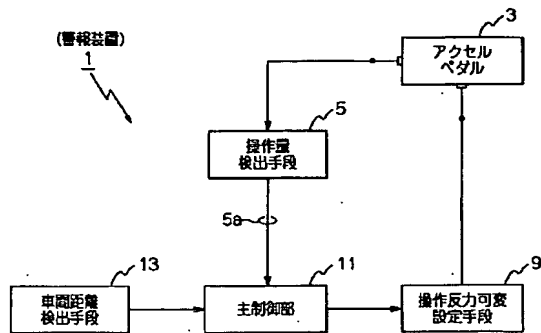 (警報装置)
1
3
アクセル
ペダル
5
操作量
検出手段
5a
13
車間距離
検出手段
11
主制御部
9
操作反力可変
設定手段